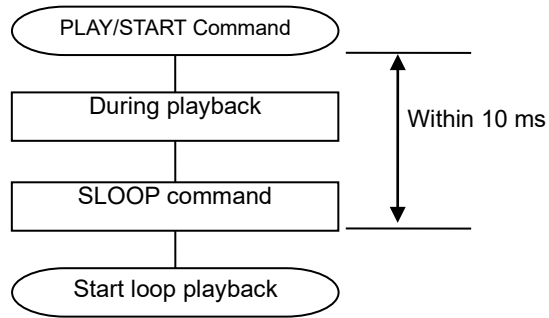 PLAY/START Command
During playback
Within 10 ms
SLOOP command
Start loop playback